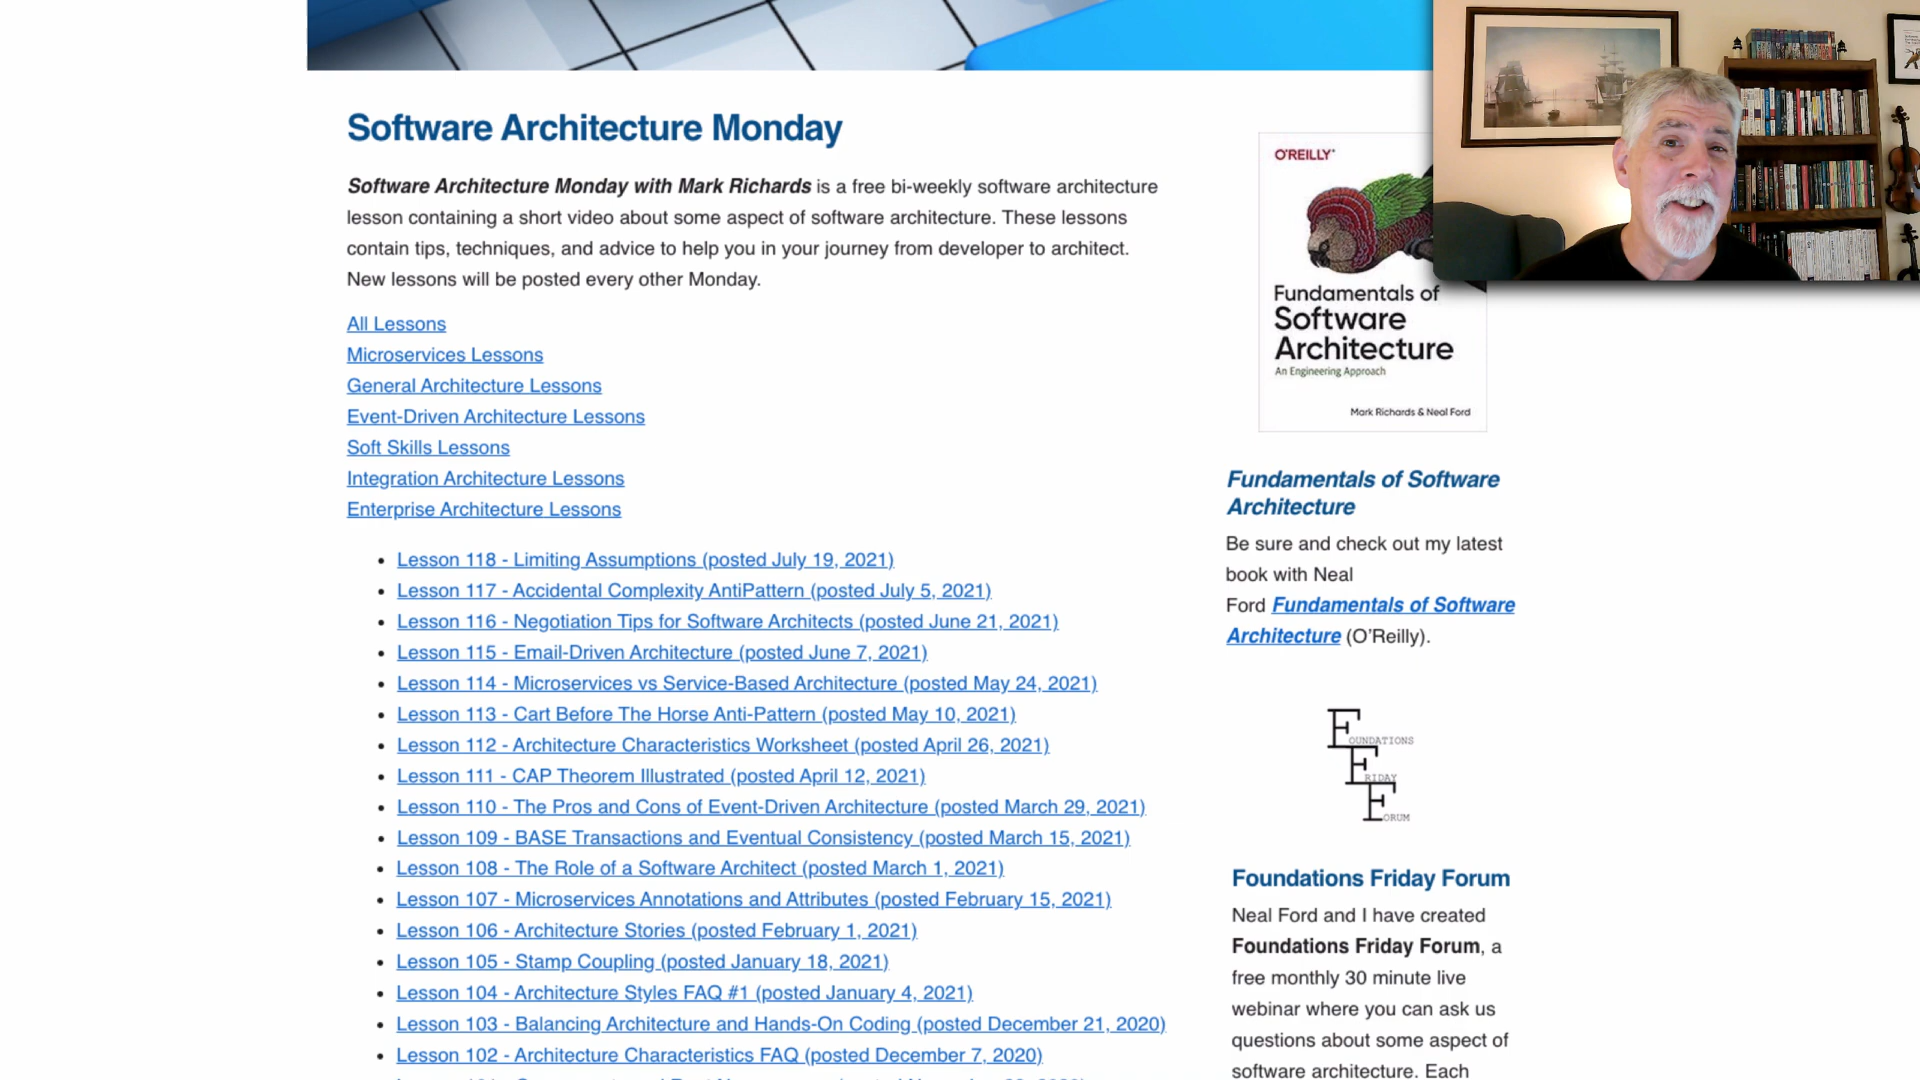 Software Architecture Monday
Software Architecture Monday with Mark Richards is a free bi-weekly software architecture
lesson containing a short video about some aspect of software architecture. These lessons
contain tips, techniques, and advice to help you in your journey from developer to architect.
New lessons will be posted every other Monday.
All Lessons
Microservices Lessons
General Architecture Lessons
Event-Driven Architecture Lessons
Soft Skills Lessons
Integration Architecture Lessons
Enterprise Architecture Lessons
• Lesson 118 - Limiting Assumptions (posted July 19, 2021)
• Lesson 117 - Accidental Complexity AntiPattern (posted July 5, 2021)
• Lesson 116 - Negotiation Tips for Software Architects (posted June 21, 2021)
• Lesson 115 - Email-Driven Architecture (posted June 7, 2021)
• Lesson 114 - Microservices vs Service-Based Architecture (posted May 24, 2021)
• Lesson 113 - Cart Before The Horse Anti-Pattern (posted May 10, 2021)
• Lesson 112 - Architecture Characteristics Worksheet (posted April 26, 2021)
• Lesson 111 - CAP Theorem Illustrated (posted April 12, 2021)
• Lesson 110 - The Pros and Cons of Event-Driven Architecture (posted March 29, 2021)
• Lesson 109 - BASE Transactions and Eventual Consistency (posted March 15, 2021)
• Lesson 108 - The Role of a Software Architect (posted March 1, 2021)
• Lesson 107 - Microservices Annotations and Attributes (posted February 15, 2021)
• Lesson 106 - Architecture Stories (posted February 1, 2021)
• Lesson 105 - Stamp Coupling (posted January 18, 2021)
• Lesson 104 - Architecture Styles FAQ #1 (posted January 4, 2021)
• Lesson 103 - Balancing Architecture and Hands-On Coding (posted December 21, 2020)
• Lesson 102 - Architecture Characteristics FAQ (posted December 7, 2020)
O'REILLY
Fundamentals of
Software
Architecture
An Engineering Approach
Mark Richards & Neal Ford
Fundamentals of Software
Architecture
Be sure and check out my latest
book with Neal
Ford Fundamentals of Software
Architecture (O'Reilly).
FOUNDATIONS
FRIDAY
FORUM
Foundations Friday Forum
Neal Ford and I have created
Foundations Friday Forum, a
free monthly 30 minute live
webinar where you can ask us
questions about some aspect of
software architecture. Each